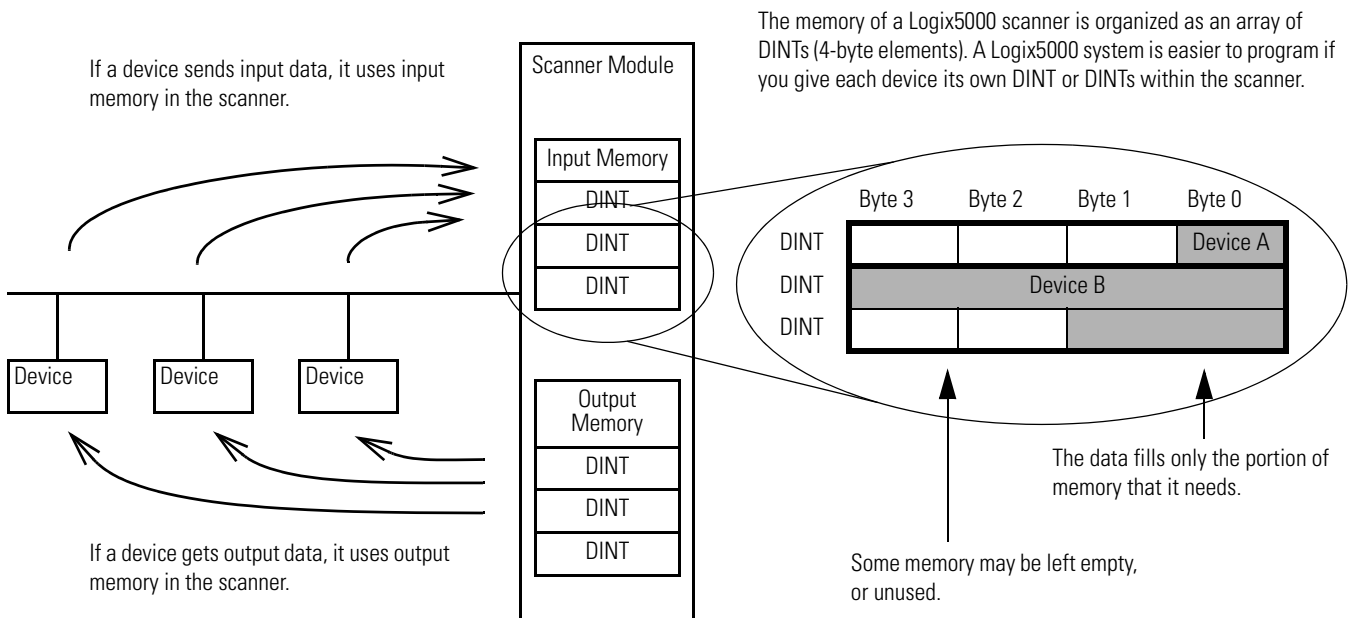 The memory of a Logix5000 scanner is organized as an array of
DINTs (4-byte elements). A Logix5000 system is easier to program if
you give each device its own DINT or DINTs within the scanner.
If a device sends input data, it uses input
memory in the scanner.
Scanner Module
Input Memory
DINT
DINT
DINT
Byte 3 Byte 2 Byte 1 Byte 0
DINT Device A
DINT Device B
DINT
Device Device Device
Output
Memory
DINT
DINT
DINT
The data fills only the portion of
memory that it needs.
If a device gets output data, it uses output
memory in the scanner.
Some memory may be left empty,
or unused.